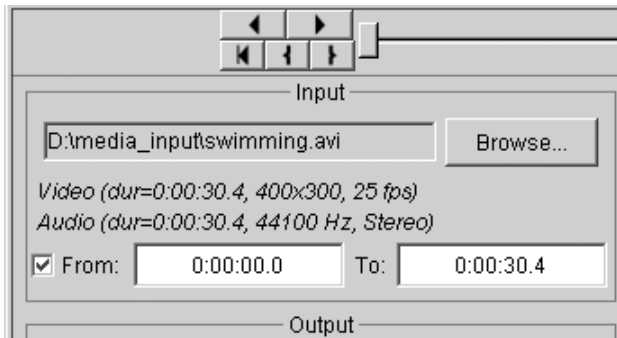 Input
D:\media_input\swimming.avi Browse...
Video (dur=0:00:30.4, 400x300, 25 fps)
Audio (dur=0:00:30.4, 44100 Hz, Stereo)
From: 0:00:00.0 To: 0:00:30.4
Output